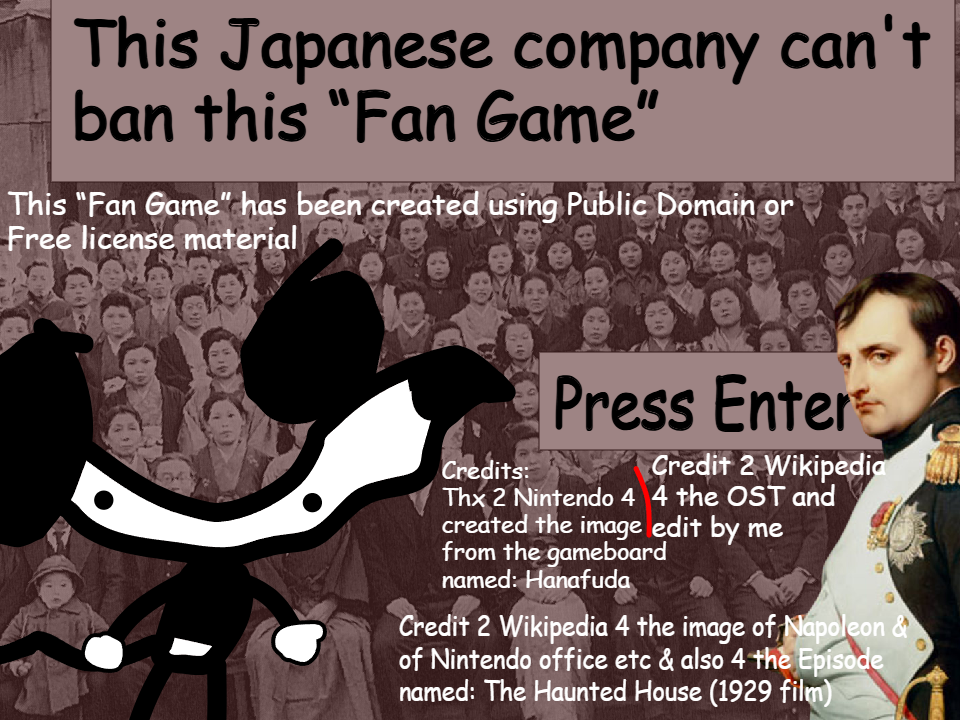 This Japanese company can't
ban this “Fan Game”
This “Fan Game” has been created using Public Domain or
Free license material
Press Enter
Credits:
Thx 2 Nintendo 4
created the image
from the gameboard
named: Hanafuda
Credit 2 Wikipedia
4 the OST and
edit by me
Credit 2 Wikipedia 4 the image of Napoleon &
of Nintendo office etc & also 4 the Episode
named: The Haunted House (1929 film)